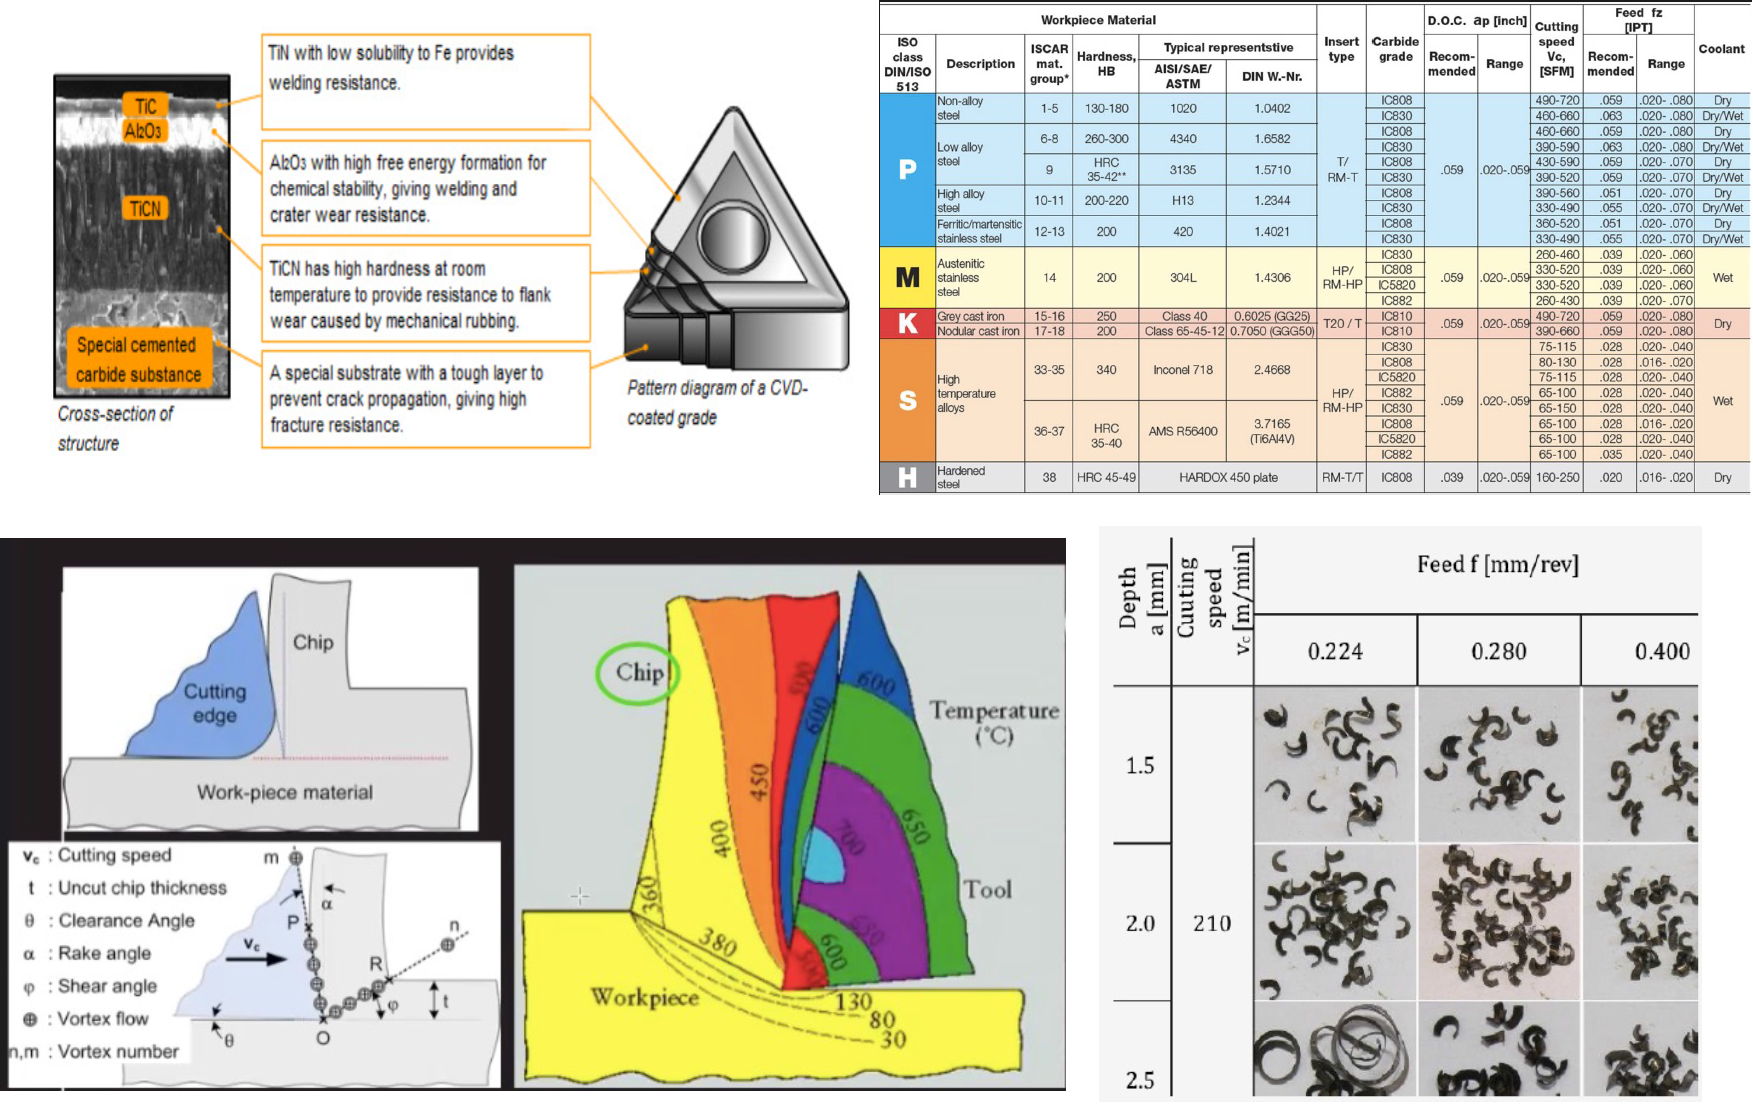 TiC
Al2O3
TiCN
Special cemented
carbide substance
Cross-section of
structure
TiN with low solubility to Fe provides
welding resistance.
Al2O3 with high free energy formation for
chemical stability, giving welding and
crater wear resistance.
TiCN has high hardness at room
temperature to provide resistance to flank
wear caused by mechanical rubbing.
A special substrate with a tough layer to
prevent crack propagation, giving high
fracture resistance.
Pattern diagram of a CVD-
coated grade
Workpiece Material
ISO
class
DIN/ISO
513
Description
ISCAR
mat.
group*
Hardness,
HB
Typical representstive
AISI/SAE/
ASTM
DIN W.-Nr.
Insert
type
Carbide
grade
D.O.C. ap [inch]
Recom-
mended
Range
Cutting
speed
Vc,
[SFM]
Feed fz
[IPT]
Recom-
mended
Range
Coolant
P
Non-alloy
steel
1-5 130-180 1020 1.0402
IC808 490-720 .059 .020- .080 Dry
IC830 460-660 .063 .020- .080 Dry/Wet
Low alloy
steel
6-8 260-300 4340 1.6582
IC808 460-660 .059 .020- .080 Dry
IC830 390-590 .063 .020- .080 Dry/Wet
9 HRC
35-42** 3135 1.5710
IC808 430-590 .059 .020- .070 Dry
IC830 390-520 .059 .020- .070 Dry/Wet
T/
RM-T
.059 .020-.059
High alloy
steel
10-11 200-220 H13 1.2344
IC808 390-560 .051 .020- .070 Dry
IC830 330-490 .055 .020- .070 Dry/Wet
Ferritic/martensitic
stainless steel
12-13 200 420 1.4021
IC808 360-520 .051 .020- .070 Dry
IC830 330-490 .055 .020- .070 Dry/Wet
M
Austenitic
stainless
steel
14 200 304L 1.4306
HP/
RM-HP
.059 .020-.059
IC830 260-460 .039 .020- .060
IC808 330-520 .039 .020- .060
IC5820 330-520 .039 .020- .060
IC882 260-430 .039 .020- .070
Wet
K
Grey cast iron 15-16 250 Class 40 0.6025 (GG25) IC810 490-720 .059 .020- .080
Nodular cast iron 17-18 200 Class 65-45-12 0.7050 (GGG50) IC810 390-660 .059 .020- .080
T20 / T
.059 .020-.059
Dry
S
High
temperature
alloys
33-35 340 Inconel 718 2.4668
IC830 75-115 .028 .020- .040
IC808 80-130 .028 .016- .020
IC5820 75-115 .028 .020- .040
IC882 65-100 .028 .020- .040
HP/
RM-HP
.059 .020-.059
Wet
36-37 HRC
35-40 AMS R56400 3.7165
(Ti6Al4V)
IC830 65-150 .028 .020- .040
IC808 65-100 .028 .016- .020
IC5820 65-100 .028 .020- .040
IC882 65-100 .035 .020- .040
H
Hardened
steel
38 HRC 45-49 HARDOX 450 plate RM-T/T IC808 .039 .020-.059 160-250 .020 .016- .020 Dry
Chip
Cutting
edge
Work-piece material
vc : Cutting speed
t : Uncut chip thickness
θ : Clearance Angle
α : Rake angle
φ : Shear angle
⊕ : Vortex flow
n,m : Vortex number
m
α
P
vc
n
R
φ
t
θ
O
Chip
600
Temperature
(°C)
500
600
450
400
650
700
Tool
360
380
650
600
500
Workpiece
130
80
30
Depth
a [mm]
Cuuting
speed
vc [m/min]
Feed f [mm/rev]
0.224 0.280 0.400
1.5
2.0 210
2.5